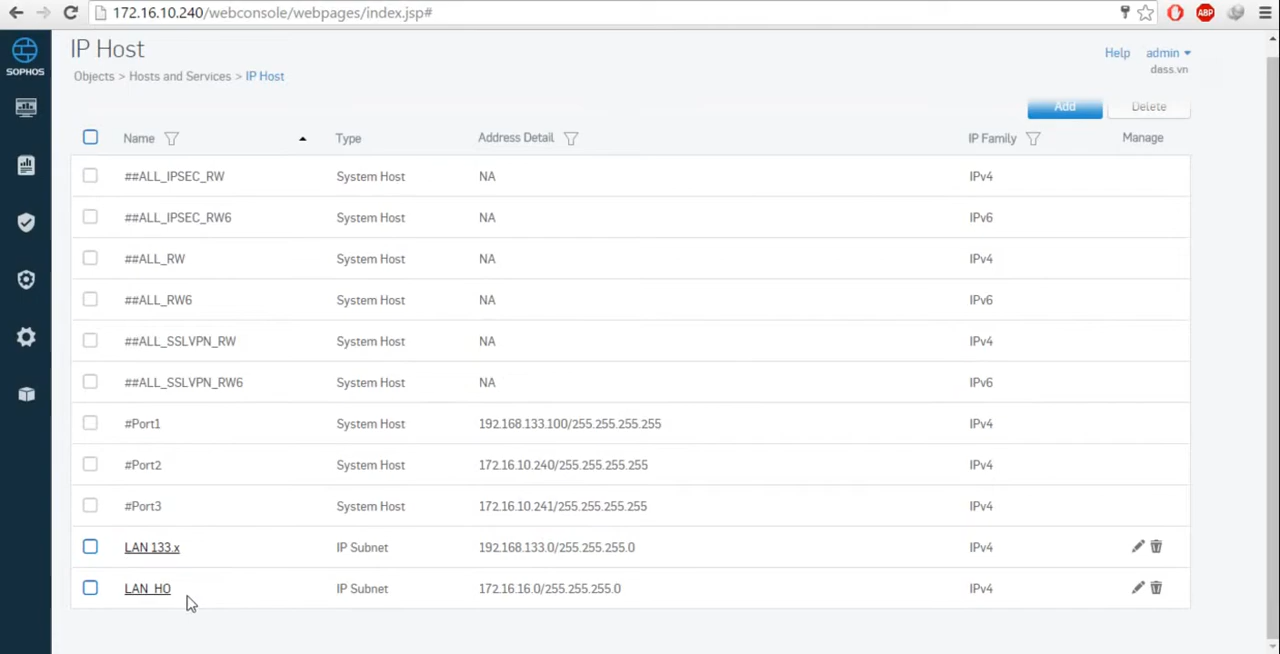 172.16.10.240/webconsole/webpages/index.jsp#
ABP
SOPHOS
IP Host
Help admin
Objects > Hosts and Services > IP Host
dass.vn
Add Delete
Name Type Address Detail IP Family Manage
##ALL_IPSEC_RW System Host NA IPv4
##ALL_IPSEC_RW6 System Host NA IPv6
##ALL_RW System Host NA IPv4
##ALL_RW6 System Host NA IPv6
##ALL_SSLVPN_RW System Host NA IPv4
##ALL_SSLVPN_RW6 System Host NA IPv6
#Port1 System Host 192.168.133.100/255.255.255.255 IPv4
#Port2 System Host 172.16.10.240/255.255.255.255 IPv4
#Port3 System Host 172.16.10.241/255.255.255.255 IPv4
LAN 133.x IP Subnet 192.168.133.0/255.255.255.0 IPv4
LAN_HO IP Subnet 172.16.16.0/255.255.255.0 IPv4